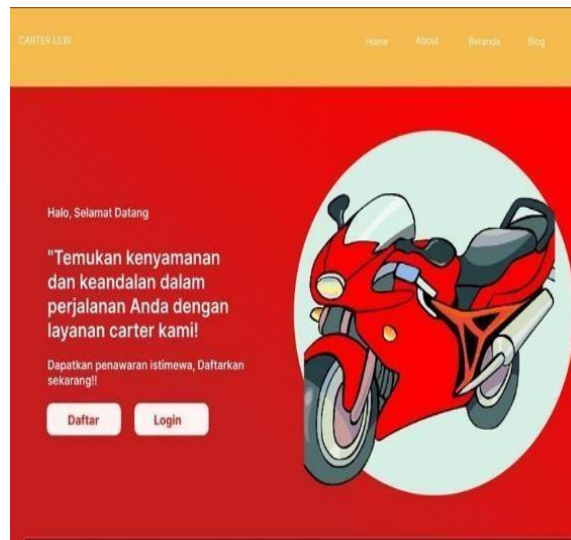 CARTER ULBI
Home About Beranda Blog
Halo, Selamat Datang
"Temukan kenyamanan
dan keandalan dalam
perjalanan Anda dengan
layanan carter kami!
Dapatkan penawaran istimewa, Daftarkan
sekarang!!
Daftar Login